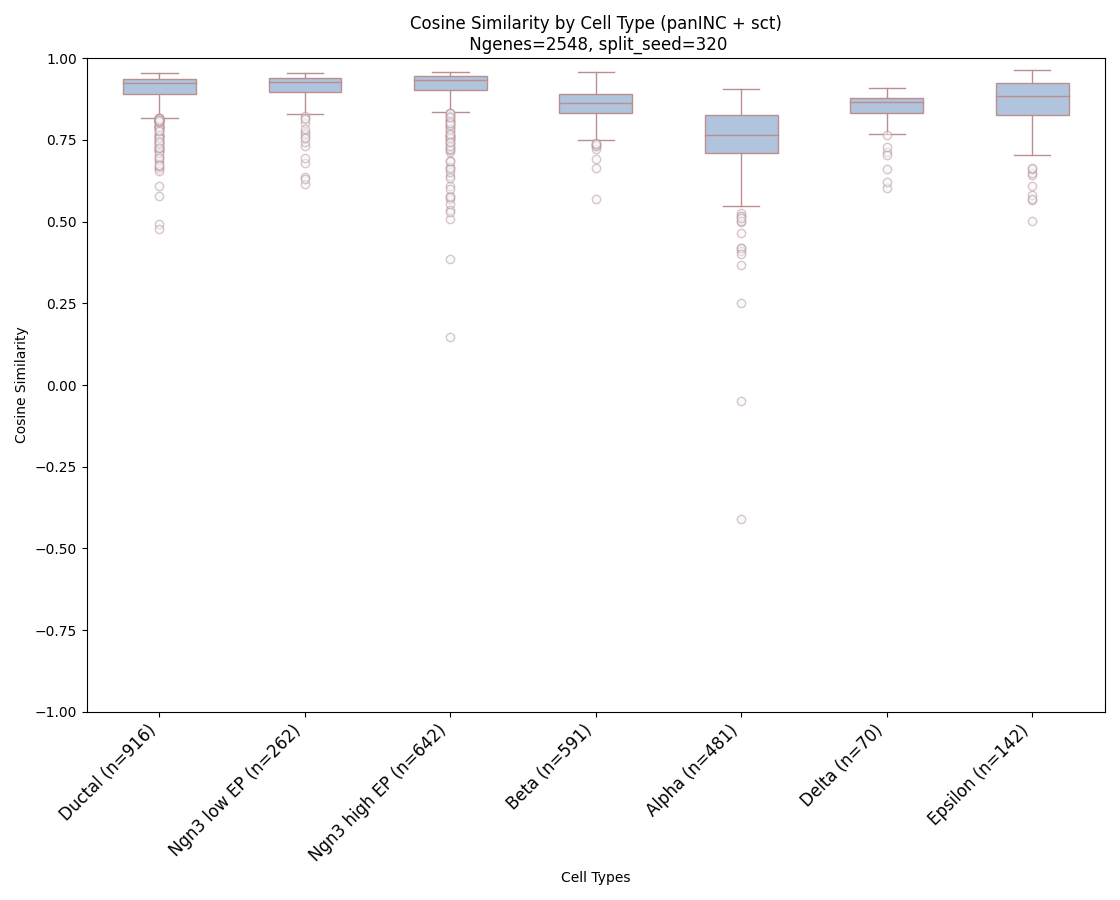 Cosine Similarity by Cell Type (panINC + sct)
Ngenes=2548, split_seed=320
1.00
0.75
0.50
0.25
0.00
−0.25
−0.50
−0.75
−1.00
Cosine Similarity
Ductal (n=916)
Ngn3 low EP (n=262)
Ngn3 high EP (n=642)
Beta (n=591)
Alpha (n=481)
Delta (n=70)
Epsilon (n=142)
Cell Types